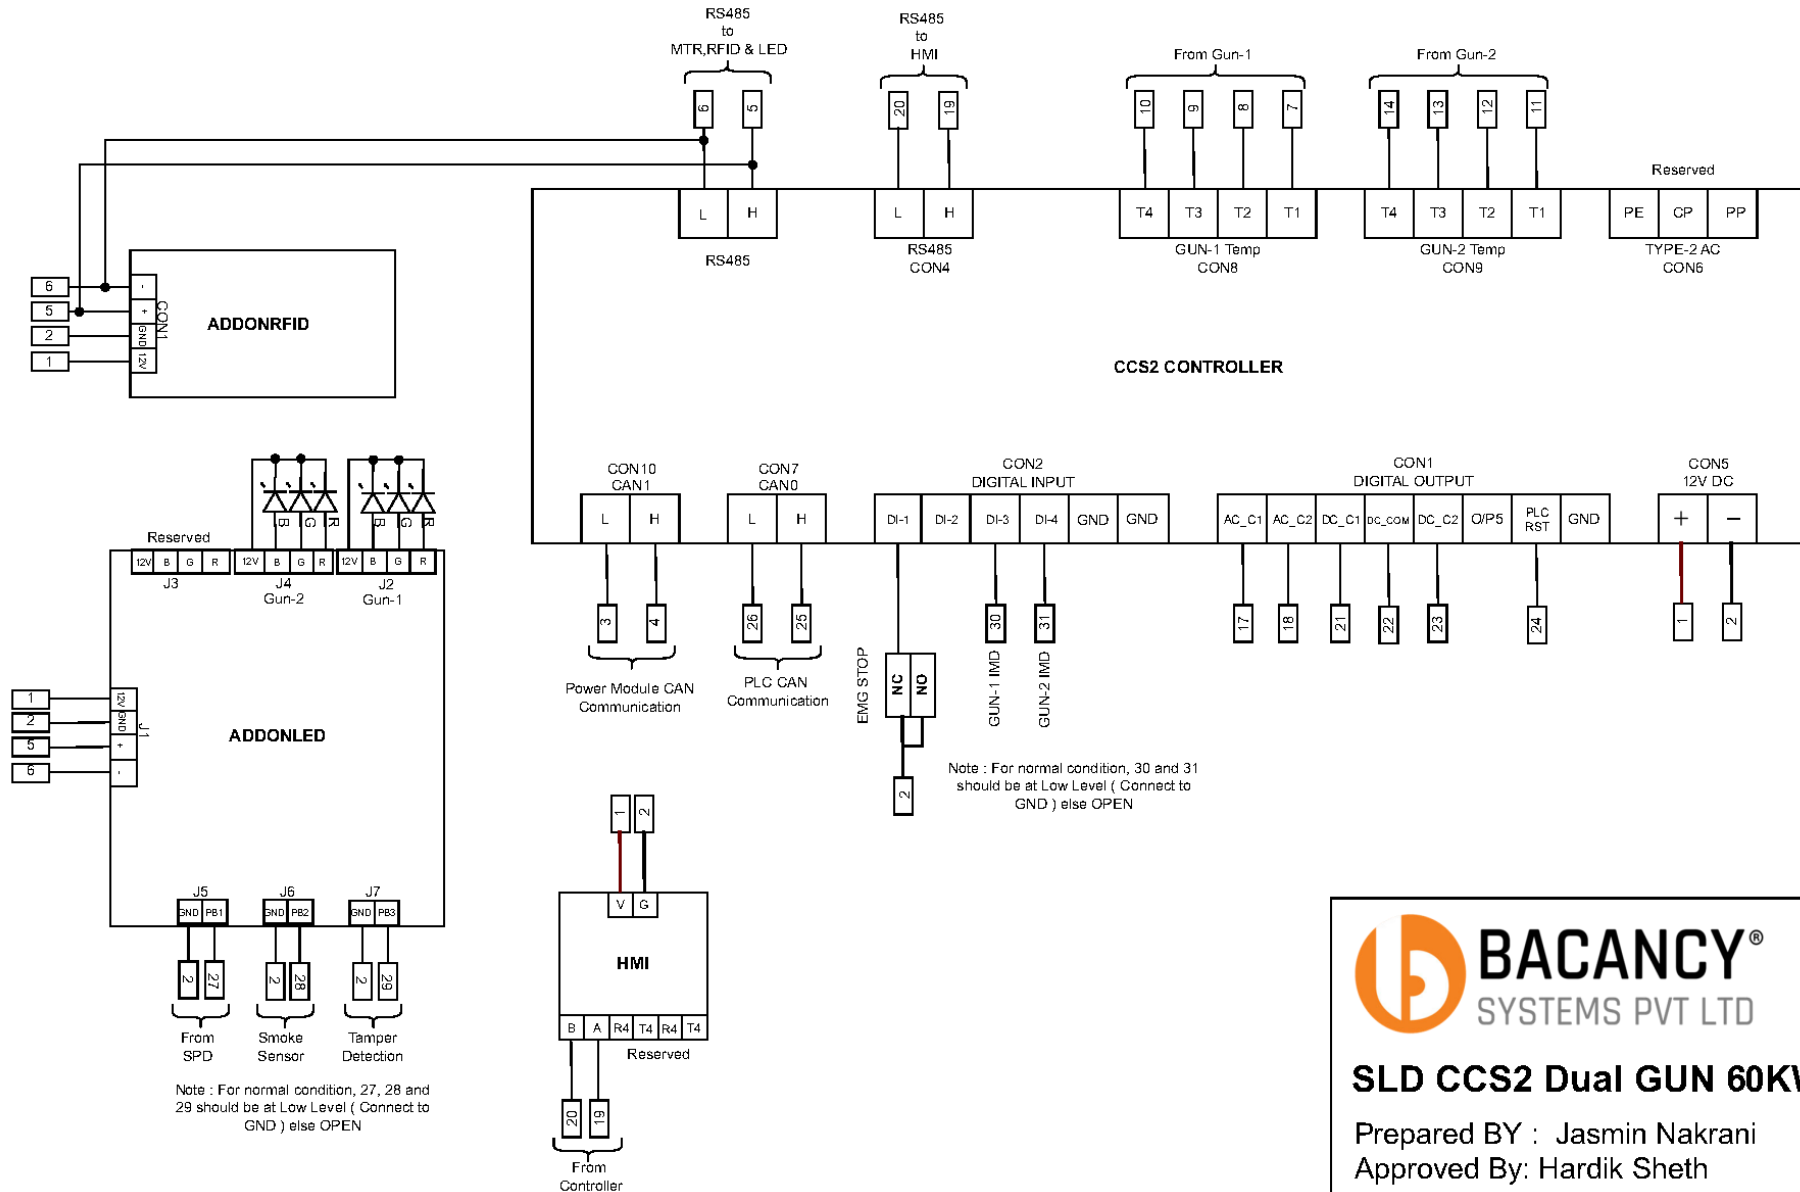 RS485
to
MTR,RFID & LED
RS485
to
HMI
From Gun-1
From Gun-2
6
5
20
19
10
9
8
7
14
13
12
11
Reserved
L
H
L
H
T4
T3
T2
T1
T4
T3
T2
T1
PE
CP
PP
RS485
RS485
CON4
GUN-1 Temp
CON8
GUN-2 Temp
CON9
TYPE-2 AC
CON6
6
5
2
1
-
+
GND
12V
CON1
ADDONRFID
CCS2 CONTROLLER
CON10
CAN1
CON7
CAN0
CON2
DIGITAL INPUT
CON1
DIGITAL OUTPUT
CON5
12V DC
L
H
L
H
DI-1
DI-2
DI-3
DI-4
GND
GND
AC_C1
AC_C2
DC_C1
DC_COM
DC_C2
O/P5
PLC
RST
GND
+
-
3
4
26
25
30
31
17
18
21
22
23
24
1
2
Power Module CAN
Communication
PLC CAN
Communication
EMG STOP
NC
NO
2
GUN-1 IMD
GUN-2 IMD
Note : For normal condition, 30 and 31
should be at Low Level ( Connect to
GND ) else OPEN
B
G
R
B
G
R
Reserved
12V
B
G
R
12V
B
G
R
12V
B
G
R
J3
J4
Gun-2
J2
Gun-1
1
2
5
6
12V
GND
+
-
J1
ADDONLED
J5
J6
J7
GND
PB1
GND
PB2
GND
PB3
2
27
2
28
2
29
From
SPD
Smoke
Sensor
Tamper
Detection
Note : For normal condition, 27, 28 and
29 should be at Low Level ( Connect to
GND ) else OPEN
1
2
V
G
HMI
B
A
R4
T4
R4
T4
Reserved
20
19
From
Controller
BACANCY®
SYSTEMS PVT LTD
SLD CCS2 Dual GUN 60KW
Prepared BY : Jasmin Nakrani
Approved By: Hardik Sheth